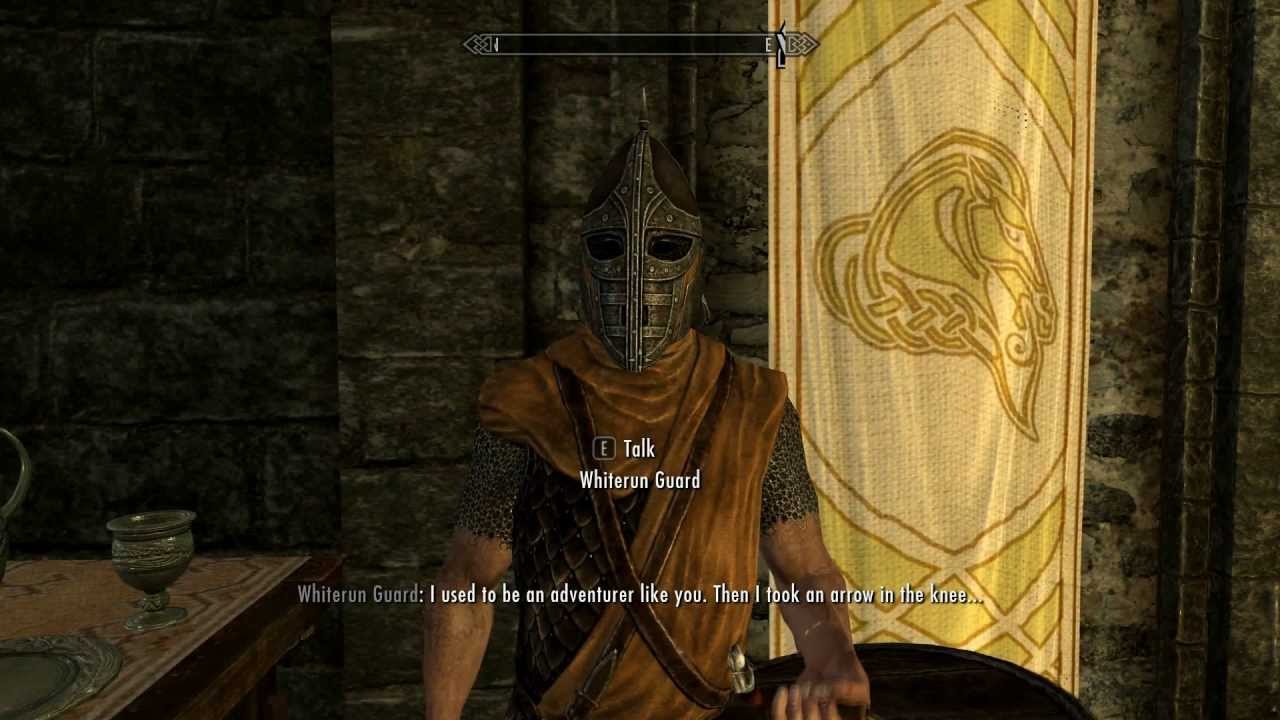 E
E Talk
Whiterun Guard
Whiterun Guard: I used to be an adventurer like you. Then I took an arrow in the knee...